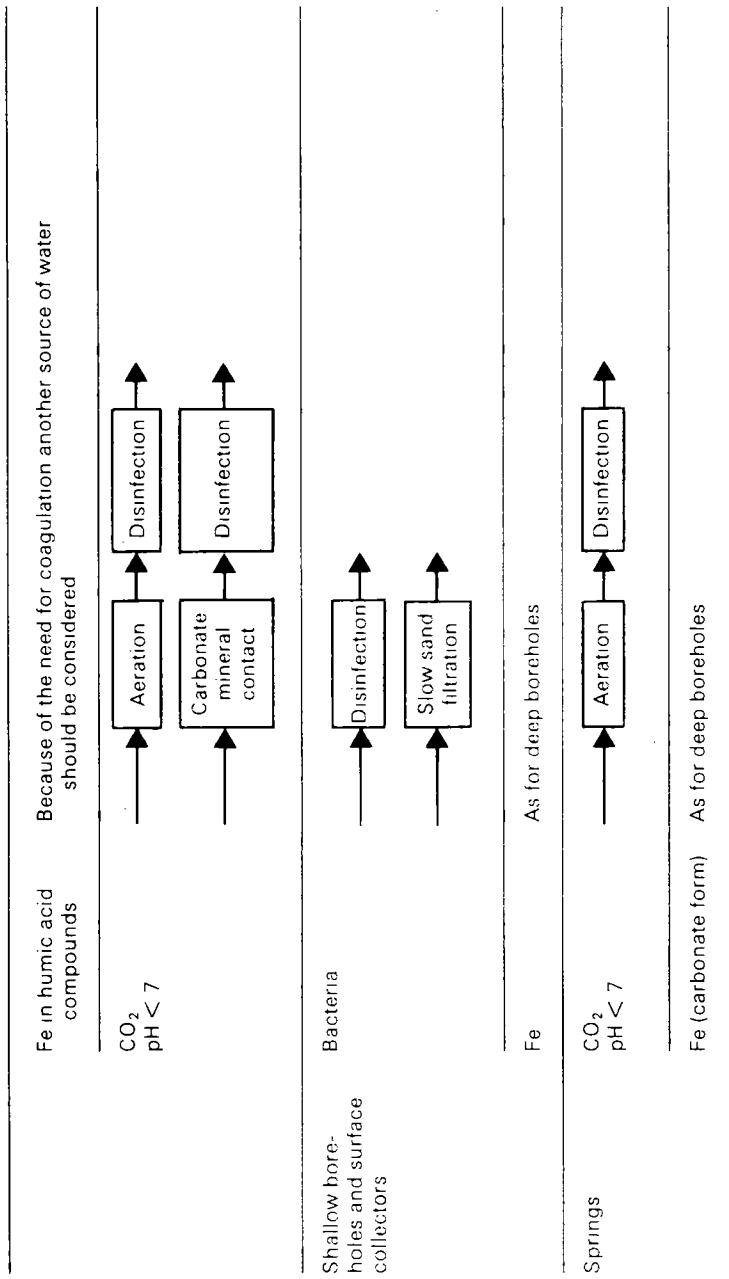 Fe in humic acid
compounds
Because of the need for coagulation another source of water
should be considered
CO2
pH < 7
Aeration
Disinfection
Carbonate
mineral
contact
Disinfection
Shallow bore-
holes and surface
collectors
Bacteria
Disinfection
Slow sand
filtration
Fe
As for deep boreholes
Springs
CO2
pH < 7
Aeration
Disinfection
Fe (carbonate form)
As for deep boreholes